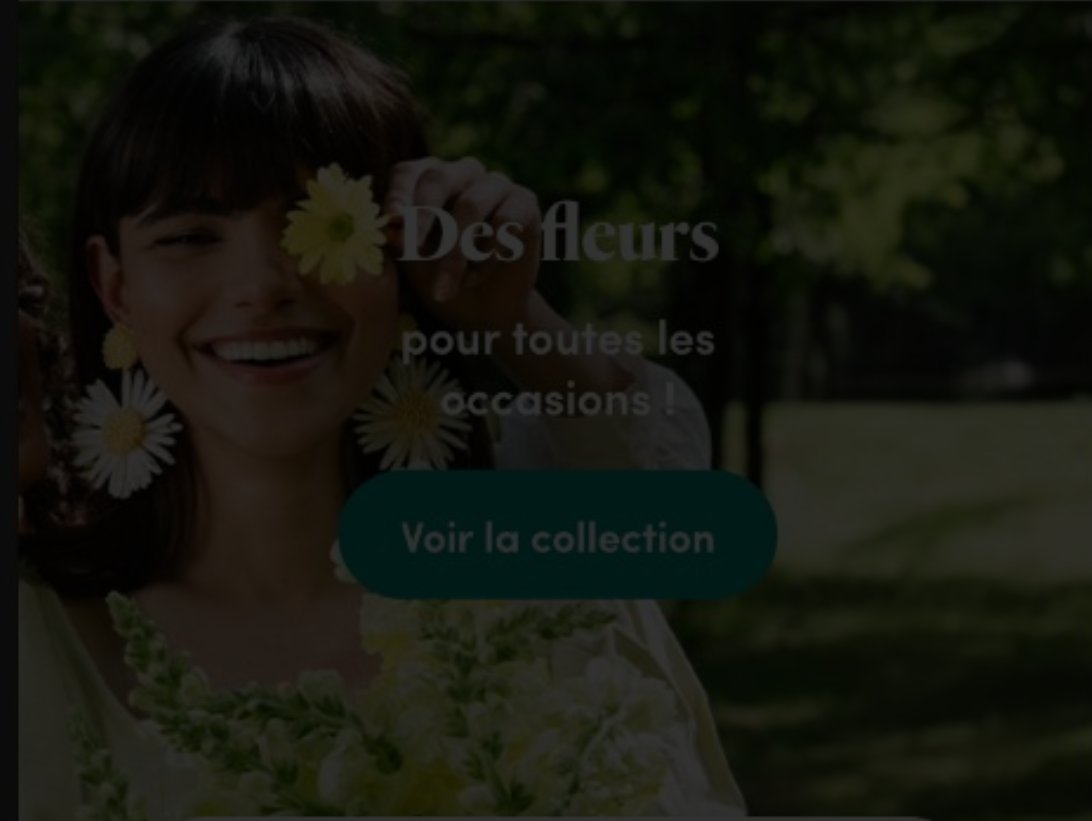 Des fleurs
pour toutes les
occasions !
Voir la collection